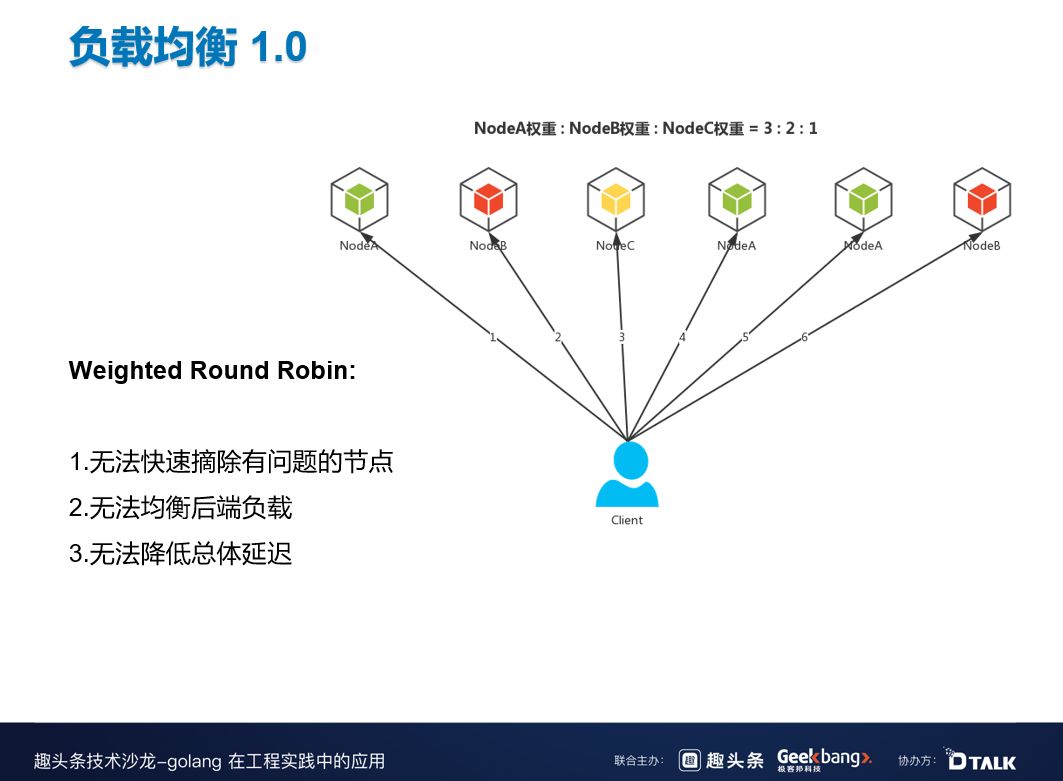 负载均衡 1.0
NodeA权重 : NodeB权重 : NodeC权重 = 3 : 2 : 1
NodeA
NodeB
NodeC
NodeA
NodeA
NodeB
1
2
3
4
5
6
Weighted Round Robin:
1.无法快速摘除有问题的节点
2.无法均衡后端负载
3.无法降低总体延迟
Client
趣头条技术沙龙-golang 在工程实践中的应用
联合主办:
趣
趣头条
Geekbang>.
极客邦科技
协办方:
DTALK